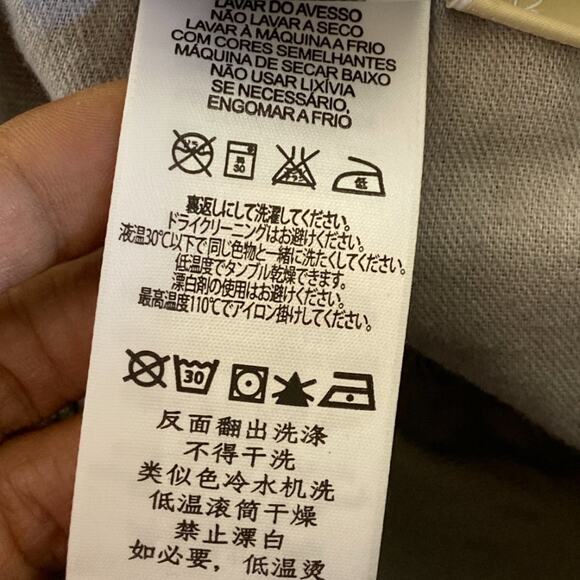 LAVAR DO AVESSO
NÃO LAVAR A SECO
LAVAR À MÁQUINA A FRIO
COM CORES SEMELHANTES
MÁQUINA DE SECAR BAIXO
NÃO USAR LIXÍVIA
SE NECESSÁRIO,
ENGOMAR A FRIO
30 低
裏返しにして洗濯してください。
ドライクリーニングはお避けください。
液温30℃以下で同じ色物と一緒に洗たくしてください。
低温度でタンブル乾燥できます。
漂白剤の使用はお避けください。
最高温度110℃でアイロン掛けしてください。
30
反面翻出洗涤
不得干洗
类似色冷水机洗
低温滚筒干燥
禁止漂白
如必要，低温烫